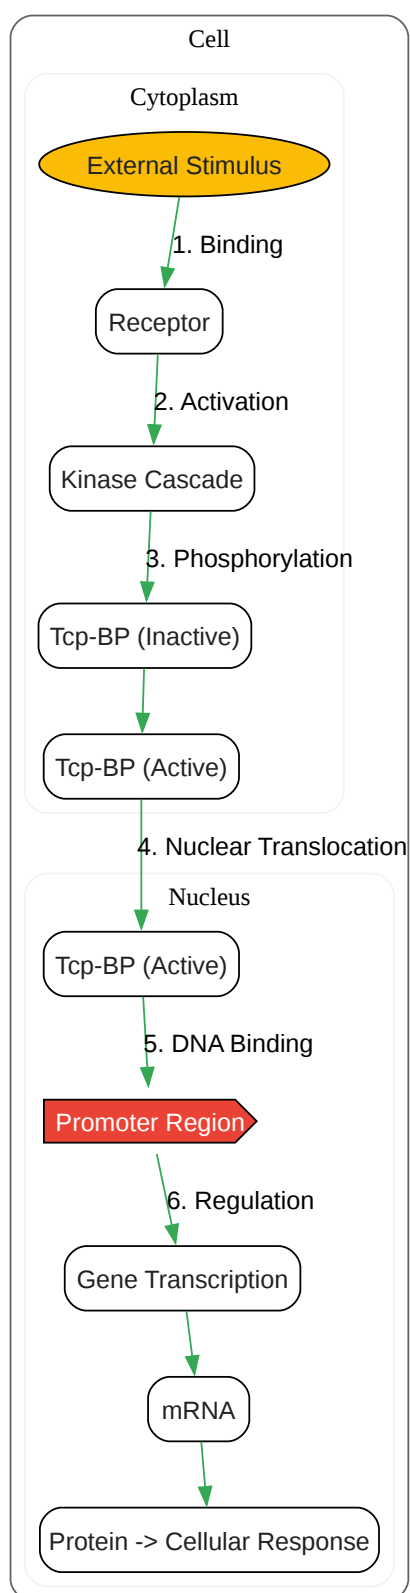 Cell
Cytoplasm
External Stimulus
1. Binding
Receptor
2. Activation
Kinase Cascade
3. Phosphorylation
Tcp-BP (Inactive)
Tcp-BP (Active)
4. Nuclear Translocation
Nucleus
Tcp-BP (Active)
5. DNA Binding
Promoter Region
6. Regulation
Gene Transcription
mRNA
Protein -> Cellular Response